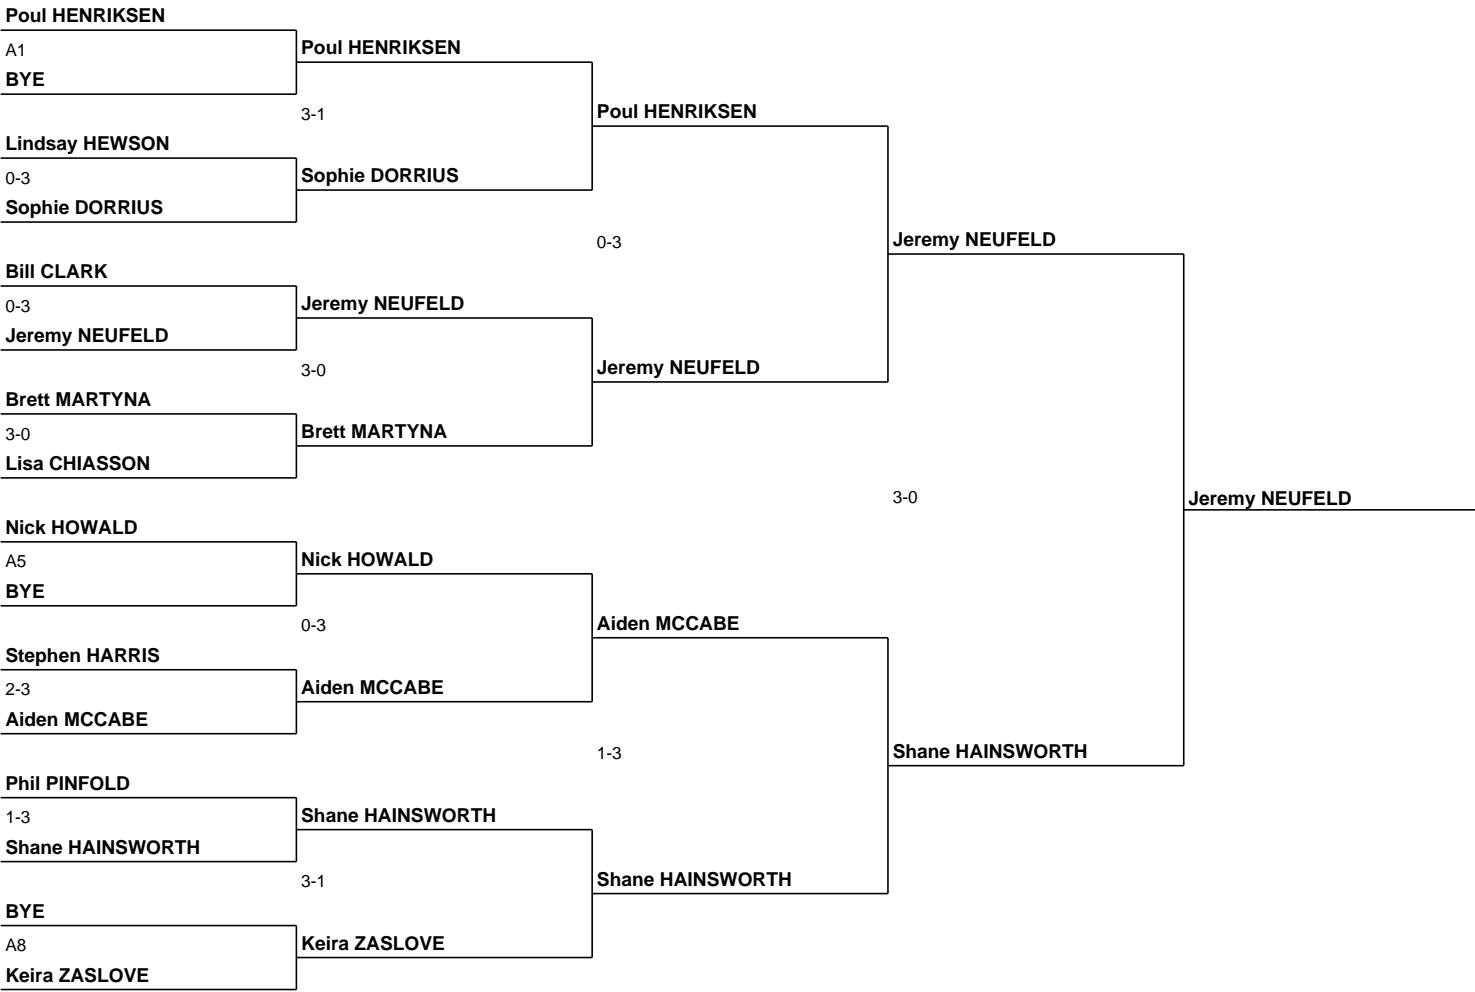 Poul HENRIKSEN
A1
BYE
Lindsay HEWSON
0-3
Sophie DORRIUS
Bill CLARK
0-3
Jeremy NEUFELD
Brett MARTYNA
3-0
Lisa CHIASSON
Nick HOWALD
A5
BYE
Stephen HARRIS
2-3
Aiden MCCABE
Phil PINFOLD
1-3
Shane HAINSWORTH
BYE
A8
Keira ZASLOVE
Poul HENRIKSEN
3-1
Sophie DORRIUS
Jeremy NEUFELD
3-0
Brett MARTYNA
Nick HOWALD
0-3
Aiden MCCABE
Shane HAINSWORTH
3-1
Keira ZASLOVE
Poul HENRIKSEN
0-3
Jeremy NEUFELD
Aiden MCCABE
1-3
Shane HAINSWORTH
Jeremy NEUFELD
3-0
Shane HAINSWORTH
Jeremy NEUFELD